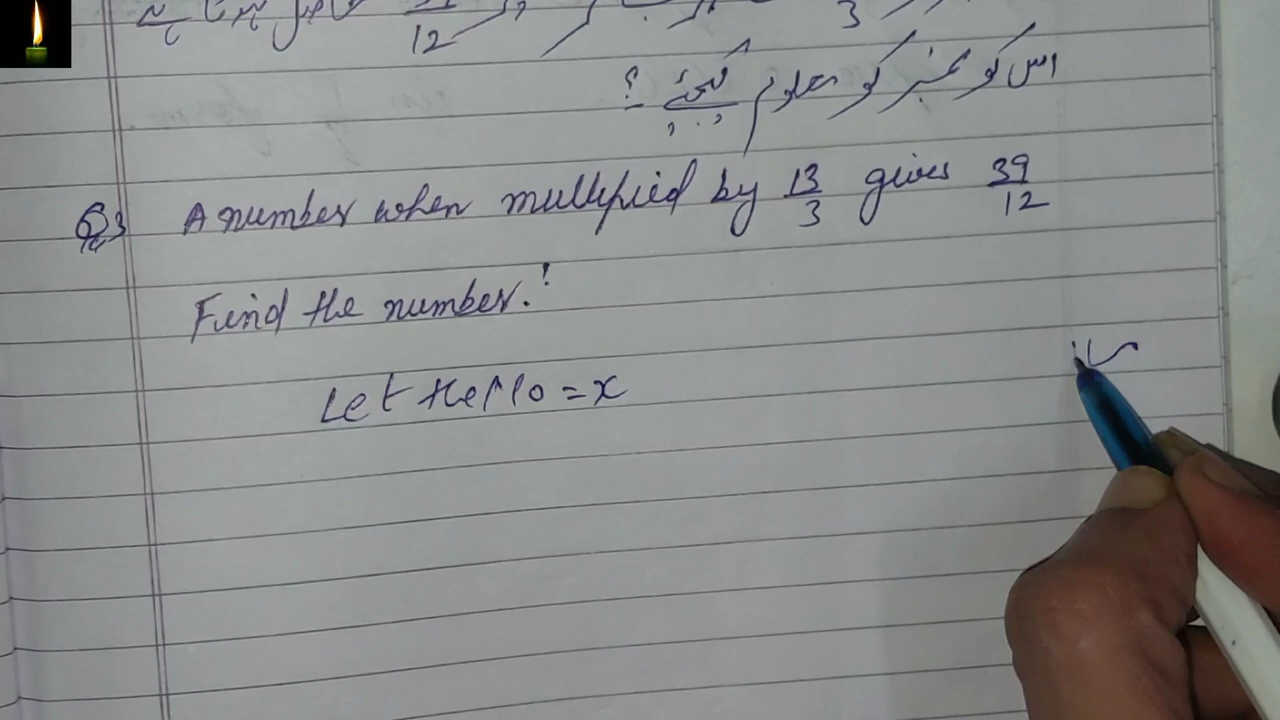 12 3
اس کو نمبر کو معلوم کیجئے ؟
Q3 A number when multiplied by 13/3 gives 39/12
Find the number.!
Let the No = x